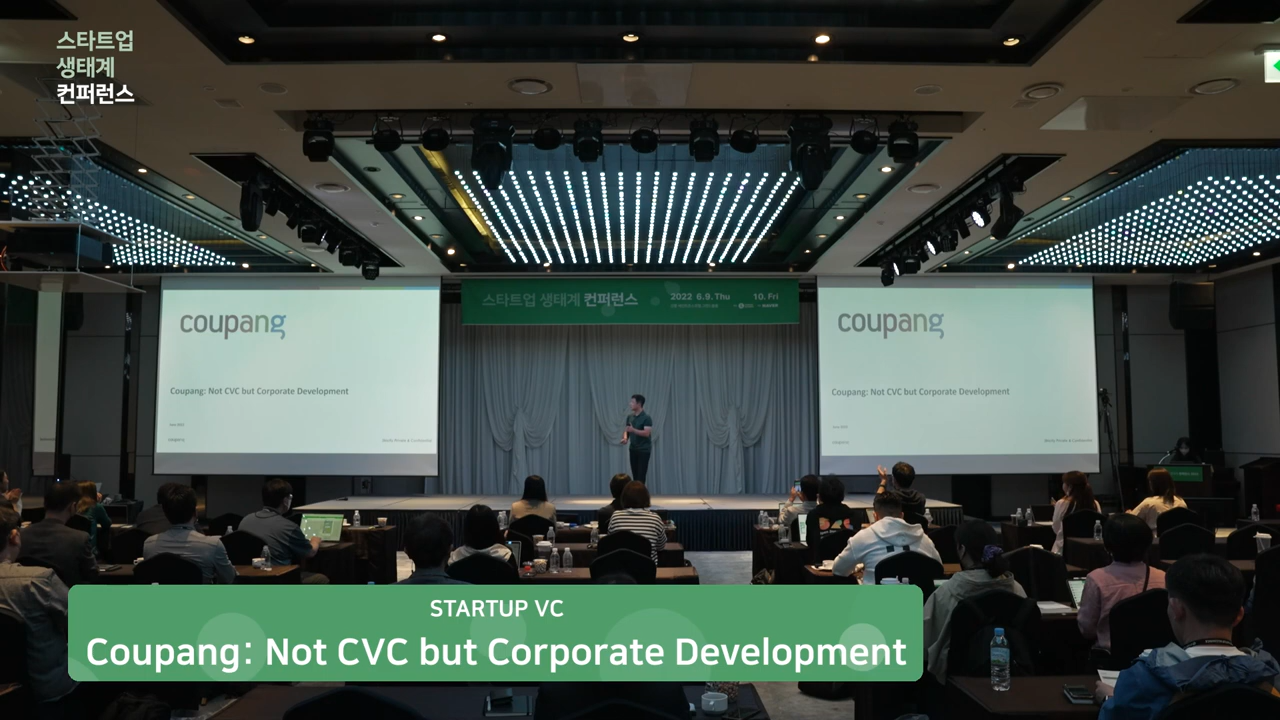 스타트업
생태계
컨퍼런스
스타트업 생태계 컨퍼런스
2022 6.9. Thu 10. Fri
coupang
Coupang: Not CVC but Corporate Development
coupang
Coupang: Not CVC but Corporate Development
STARTUP VC
Coupang: Not CVC but Corporate Development